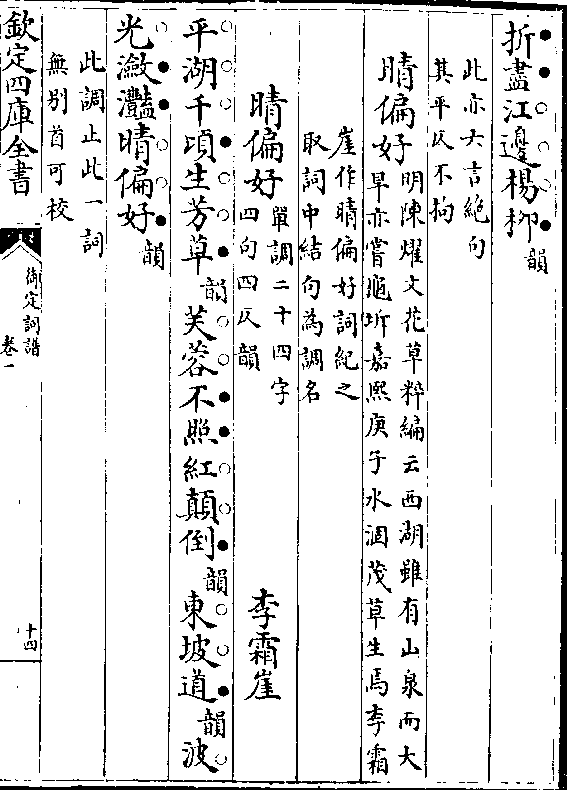 折盡江邊楊柳韻
此亦六言絶句
其平仄不拘
晴偏好明陳耀文花草粹編云西湖雖有山泉而大
旱亦嘗龜坼嘉熙庚子水涸茂草生焉李霜
崖作晴偏好詞紀之
取詞中結句為調名
晴偏好單調二十四字
四句四仄韻
李霜崖
平湖千頃生芳草韻芙蓉不照紅顛倒韻東坡道韻波
光瀲灩晴偏好韻
此調止此一詞
無别首可校
欽定四庫全書
御定詞譜
卷一
十四